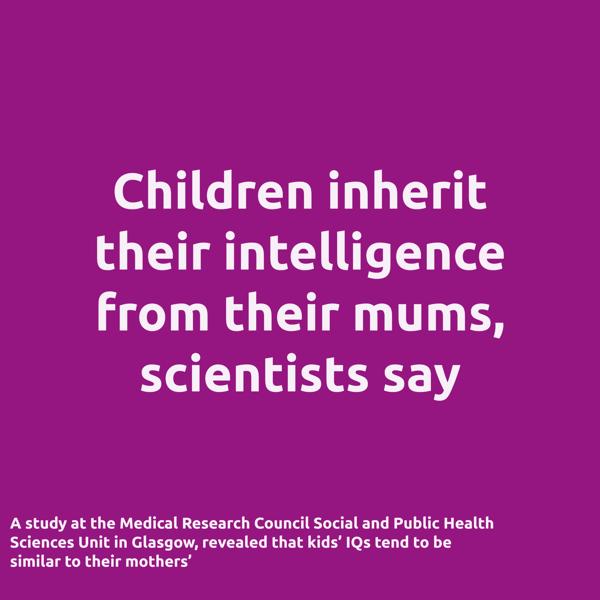 Children inherit
their intelligence
from their mums,
scientists say
A study at the Medical Research Council Social and Public Health
Sciences Unit in Glasgow, revealed that kids’ IQs tend to be
similar to their mothers’